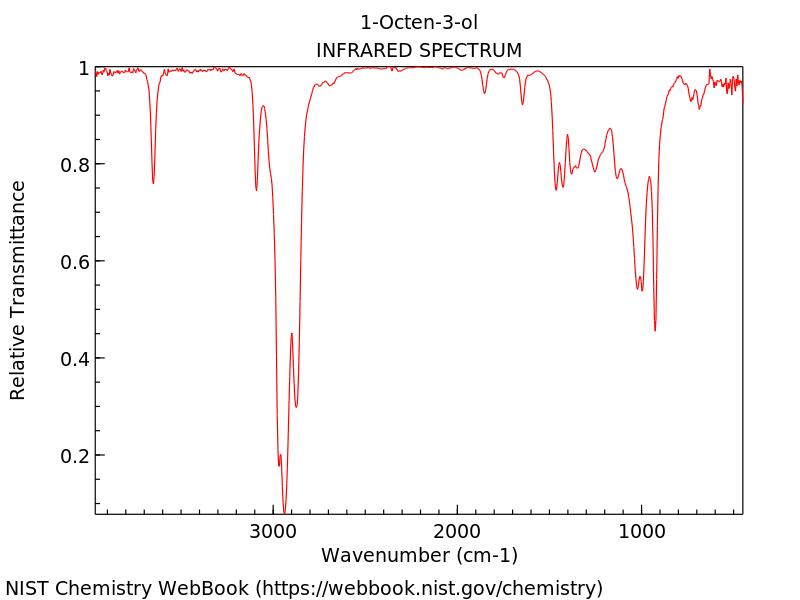 1-Octen-3-ol
INFRARED SPECTRUM
1
0.8
0.6
0.4
0.2
Relative Transmittance
3000 2000 1000
Wavenumber (cm-1)
NIST Chemistry WebBook (https://webbook.nist.gov/chemistry)